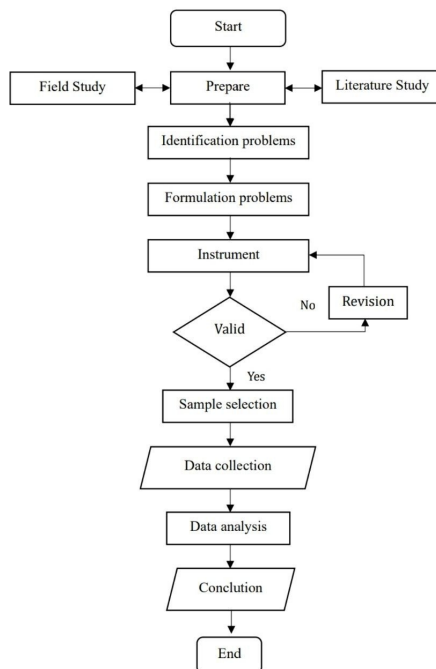 Start
Field Study
Prepare
Literature Study
Identification problems
Formulation problems
Instrument
No
Revision
Valid
Yes
Sample selection
Data collection
Data analysis
Conclution
End